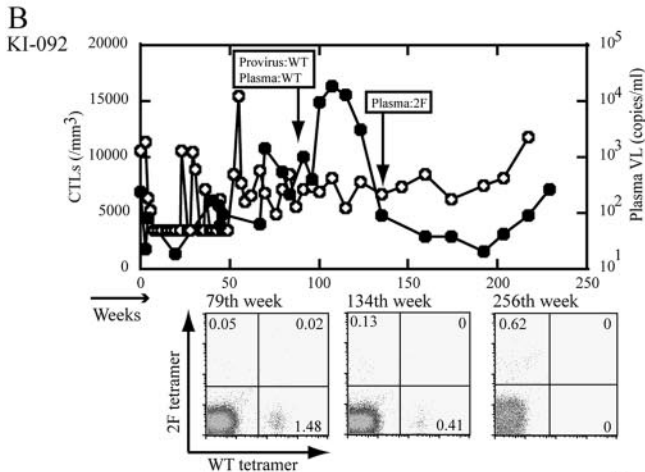 B
KI-092
20000
15000
10000
5000
0
CTLs (/mm³)
Provirus:WT
Plasma:WT
Plasma:2F
10⁵
10⁴
10³
10²
10¹
Plasma VL (copies/ml)
0
50
100
150
200
250
Weeks
79th week
134th week
256th week
0.05
0.02
1.48
0.13
0
0.41
0.62
0
0
2F tetramer
WT tetramer